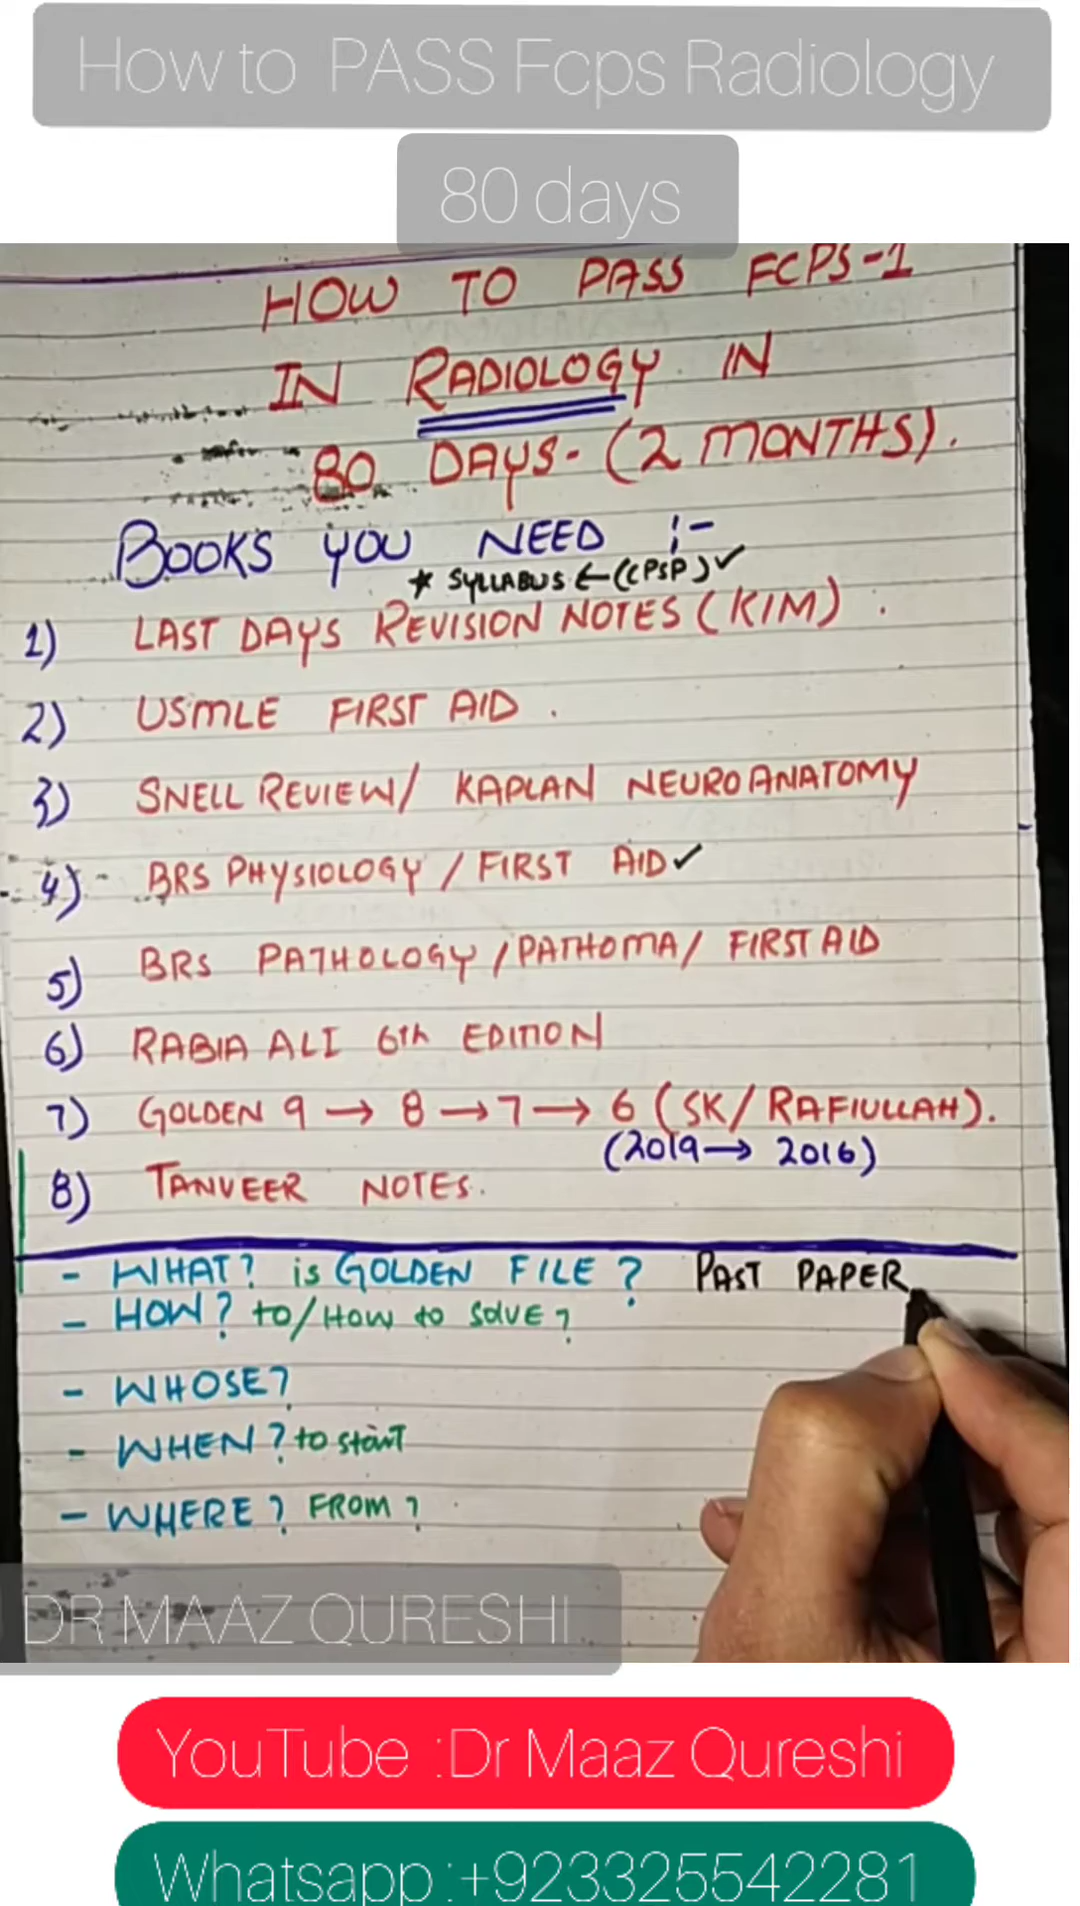 How to PASS Fcps Radiology
80 days
HOW TO PASS FCPS-1
IN RADIOLOGY IN
80 DAYS- (2 MONTHS).
BOOKS YOU NEED :-
* SYLLABUS ← (CPSP) ✓
1) LAST DAYS REVISION NOTES (KIM) .
2) USMLE FIRST AID .
3) SNELL REVIEW/ KAPLAN NEUROANATOMY
4) BRS PHYSIOLOGY / FIRST AID ✓
5) BRS PATHOLOGY / PATHOMA / FIRST AID
6) RABIA ALI 6th EDITION
7) GOLDEN 9 → 8 → 7 → 6 (SK/ RAFIULLAH).
(2019 → 2016)
8) TANVEER NOTES.
- WHAT? is GOLDEN FILE ? PAST PAPER
- HOW? to/HOW to SOLVE ?
- WHOSE?
- WHEN? to start
- WHERE? FROM ?
DR MAAZ QURESHI
YouTube :Dr Maaz Qureshi
Whatsapp :+923325542281